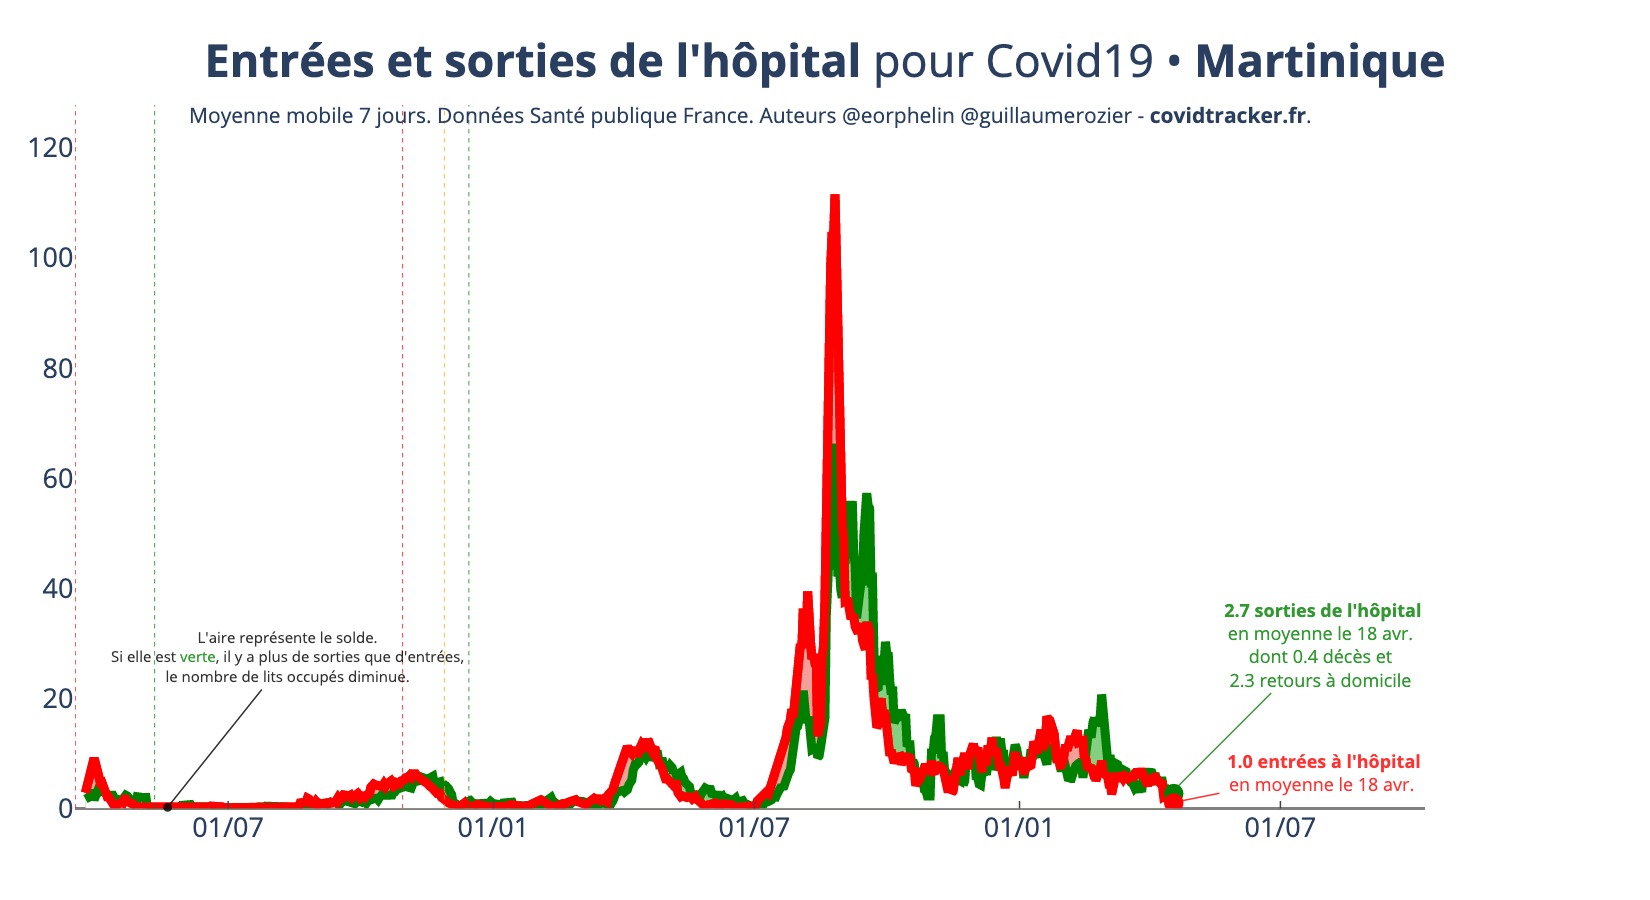 Entrées et sorties de l'hôpital pour Covid19 • Martinique
Moyenne mobile 7 jours. Données Santé publique France. Auteurs @eorphelin @guillaumerozier - covidtracker.fr.
120
100
80
60
40
20
0
L'aire représente le solde.
Si elle est verte, il y a plus de sorties que d'entrées,
le nombre de lits occupés diminue.
2.7 sorties de l'hôpital
en moyenne le 18 avr.
dont 0.4 décès et
2.3 retours à domicile
1.0 entrées à l'hôpital
en moyenne le 18 avr.
01/07
01/01
01/07
01/01
01/07